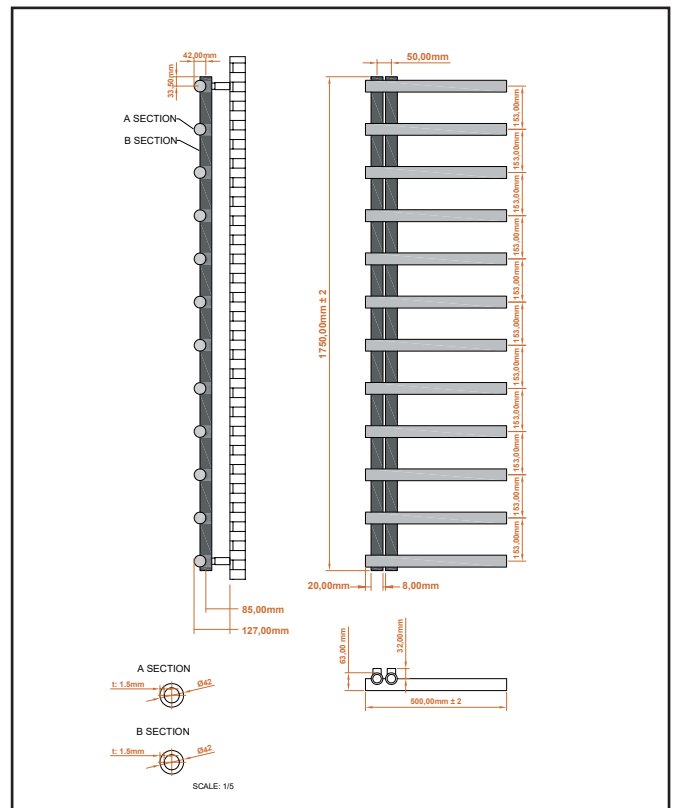 42,00mm
50,00mm
33,50mm
A SECTION
B SECTION
153,00mm
153,00mm
153,00mm
153,00mm
153,00mm
153,00mm
153,00mm
153,00mm
153,00mm
153,00mm
153,00mm
1750,00mm ± 2
20,00mm
8,00mm
85,00mm
127,00mm
63,00 mm
32,00mm
500,00mm ± 2
A SECTION
t: 1.5mm
Ø42
B SECTION
t: 1.5mm
Ø42
SCALE: 1/5